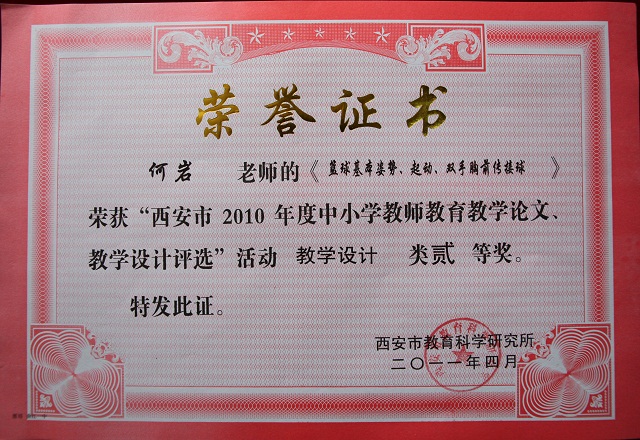 荣誉证书
何岩 老师的《篮球基本姿势、起动、双手胸前传接球》
荣获“西安市 2010 年度中小学教师教育教学论文、
教学设计评选”活动 教学设计 类贰 等奖。
特发此证。
西安市教育科学研究所
二〇一一年四月